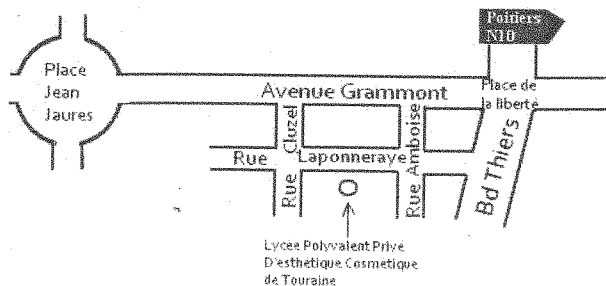 Poitiers
N10
Place
Jean
Jaures
Avenue Grammont
Place de
la liberté
Rue Cluzel
Rue Amboise
Rue Laponneraye
Bd Thiers
Lycée Polyvalent Privé
D'esthétique Cosmetique
de Touraine